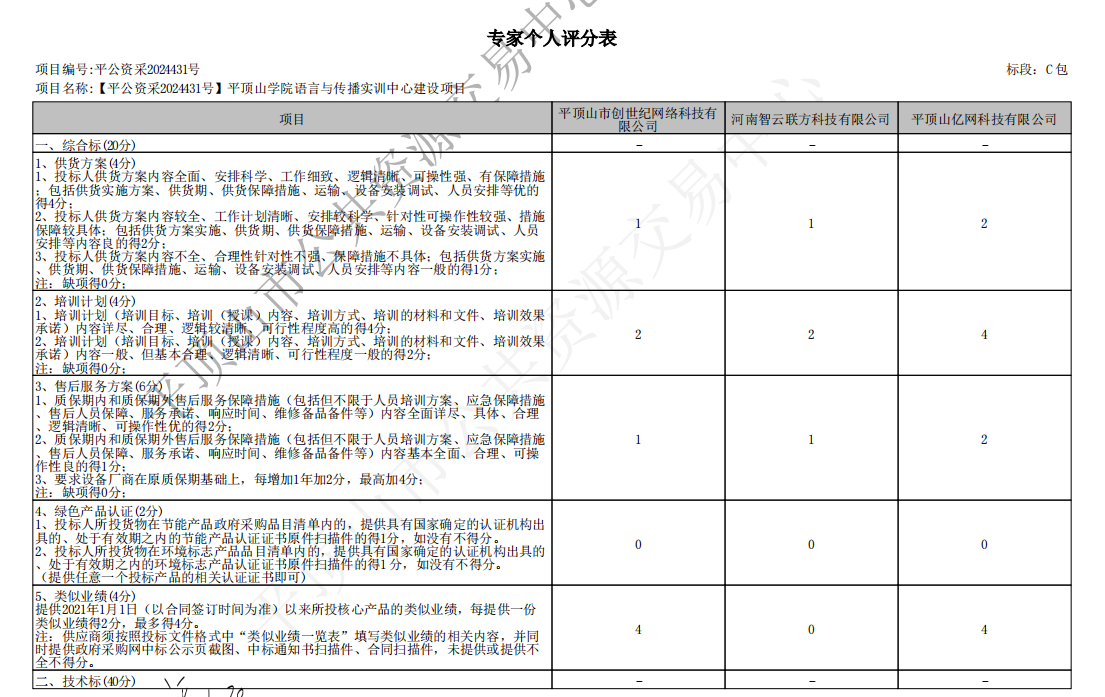 专家个人评分表
项目编号:平公资采2024431号
标段：C包
项目名称:【平公资采2024431号】平顶山学院语言与传播实训中心建设项目
项目
平顶山市创世纪网络科技有
限公司
河南智云联方科技有限公司
平顶山亿网科技有限公司
一、综合标(20分)
-
-
-
1、供货方案(4分)
1、投标人供货方案内容全面、安排科学、工作细致、逻辑清晰、可操性强、有保障措施
；包括供货实施方案、供货期、供货保障措施、运输、设备安装调试、人员安排等优的
得4分；
2、投标人供货方案内容较全、工作计划清晰、安排较科学、针对性可操作性较强、措施
保障较具体；包括供货方案实施、供货期、供货保障措施、运输、设备安装调试、人员
安排等内容良的得2分；
3、投标人供货方案内容不全、合理性针对性不强、保障措施不具体；包括供货方案实施
、供货期、供货保障措施、运输、设备安装调试、人员安排等内容一般的得1分；
注：缺项得0分；
1
1
2
2、培训计划(4分)
1、培训计划（培训目标、培训（授课）内容、培训方式、培训的材料和文件、培训效果
承诺）内容详尽、合理、逻辑较清晰、可行性程度高的得4分；
2、培训计划（培训目标、培训（授课）内容、培训方式、培训的材料和文件、培训效果
承诺）内容一般、但基本合理、逻辑清晰、可行性程度一般的得2分；
注：缺项得0分；
2
2
4
3、售后服务方案(6分)
1、质保期内和质保期外售后服务保障措施（包括但不限于人员培训方案、应急保障措施
、售后人员保障、服务承诺、响应时间、维修备品备件等）内容全面详尽、具体、合理
、逻辑清晰、可操作性优的得2分；
2、质保期内和质保期外售后服务保障措施（包括但不限于人员培训方案、应急保障措施
、售后人员保障、服务承诺、响应时间、维修备品备件等）内容基本全面、合理、可操
作性良的得1分；
3、要求设备厂商在原质保期基础上，每增加1年加2分，最高加4分；
注：缺项得0分；
1
1
2
4、绿色产品认证(2分)
1、投标人所投货物在节能产品政府采购品目清单内的，提供具有国家确定的认证机构出
具的、处于有效期之内的节能产品认证证书原件扫描件的得1分，如没有不得分。
2、投标人所投货物在环境标志产品品目清单内的，提供具有国家确定的认证机构出具的
、处于有效期之内的环境标志产品认证证书原件扫描件的得1 分，如没有不得分。
（提供任意一个投标产品的相关认证证书即可)
0
0
0
5、类似业绩(4分)
提供2021年1月1日（以合同签订时间为准）以来所投核心产品的类似业绩，每提供一份
类似业绩得2分，最多得4分。
注：供应商须按照投标文件格式中“类似业绩一览表”填写类似业绩的相关内容，并同
时提供政府采购网中标公示页截图、中标通知书扫描件、合同扫描件，未提供或提供不
全不得分。
4
0
4
二、技术标(40分)
-
-
-
平顶山市公共资源交易中心
平顶山市公共资源交易中心